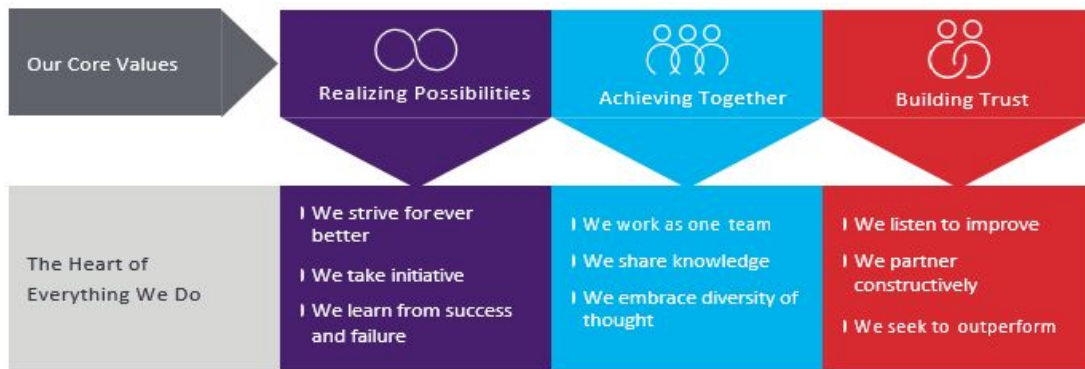 Our Core Values
Realizing Possibilities
Achieving Together
Building Trust
The Heart of
Everything We Do
We strive for ever
better
We take initiative
We learn from success
and failure
We work as one team
We share knowledge
We embrace diversity of
thought
We listen to improve
We partner
constructively
We seek to outperform